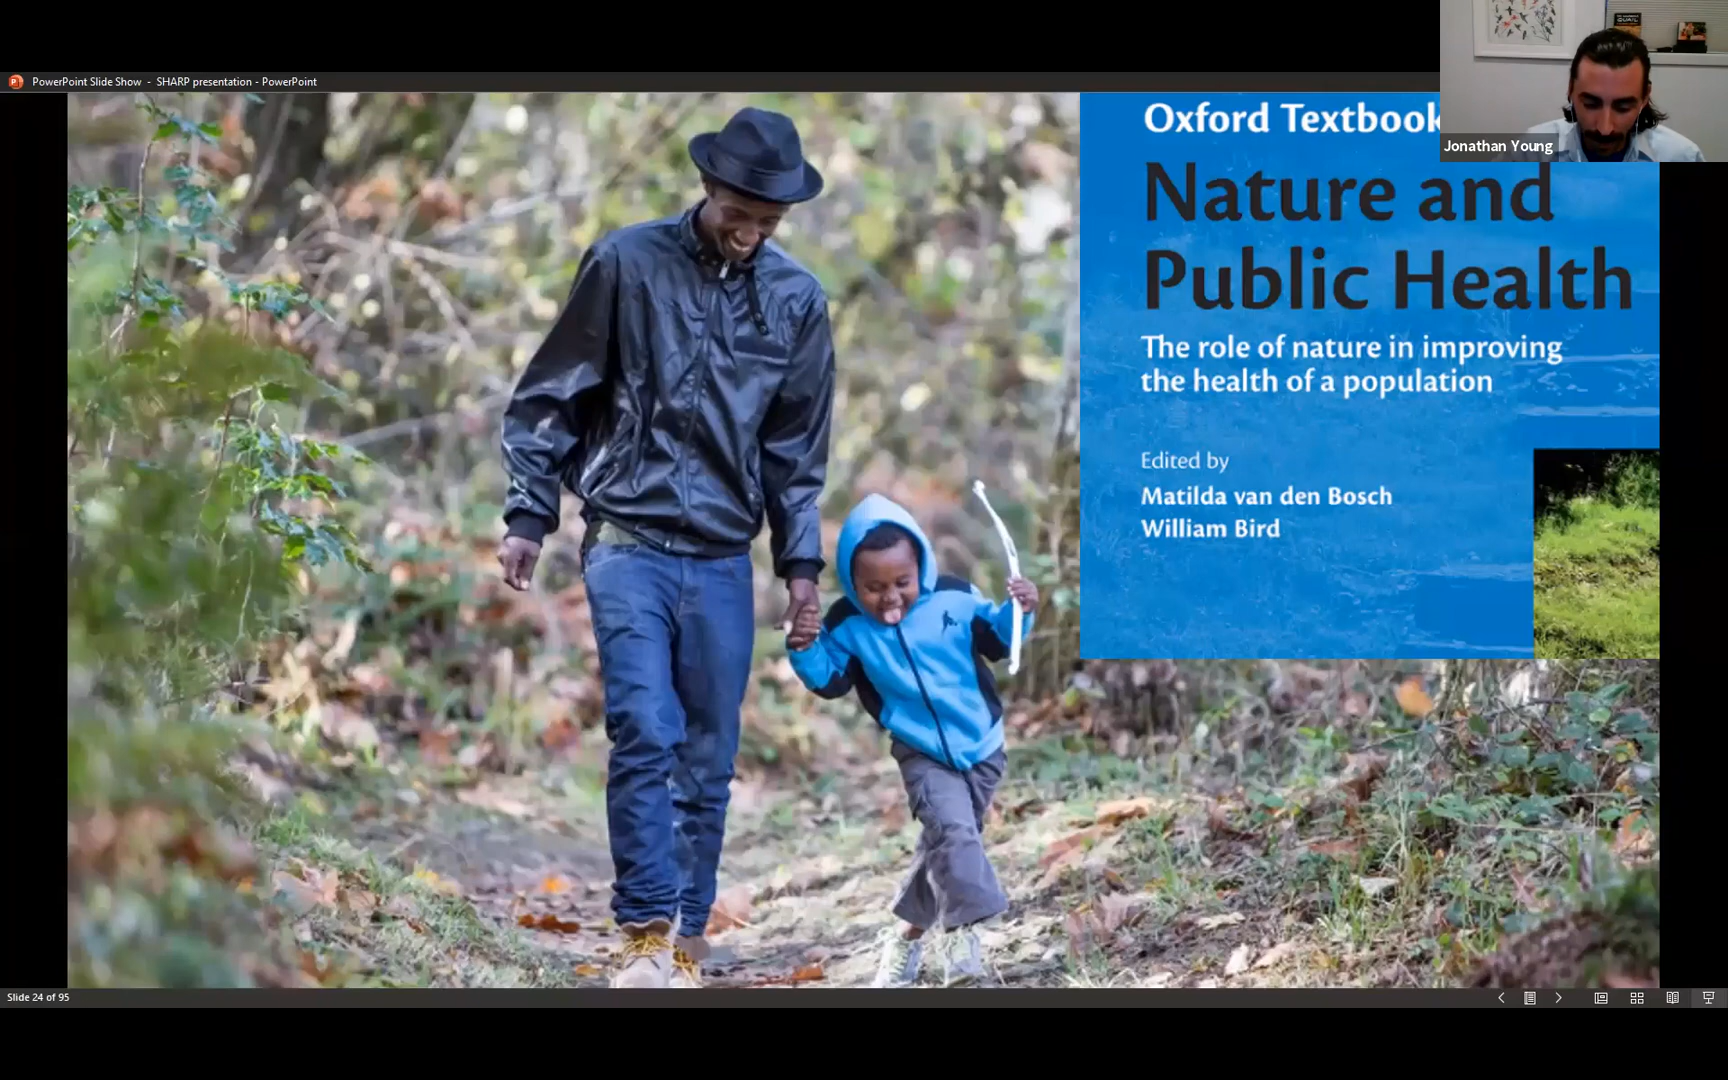 PowerPoint Slide Show - SHARP presentation - PowerPoint
Oxford Textbook
Nature and
Public Health
The role of nature in improving
the health of a population
Edited by
Matilda van den Bosch
William Bird
Jonathan Young
Slide 24 of 95